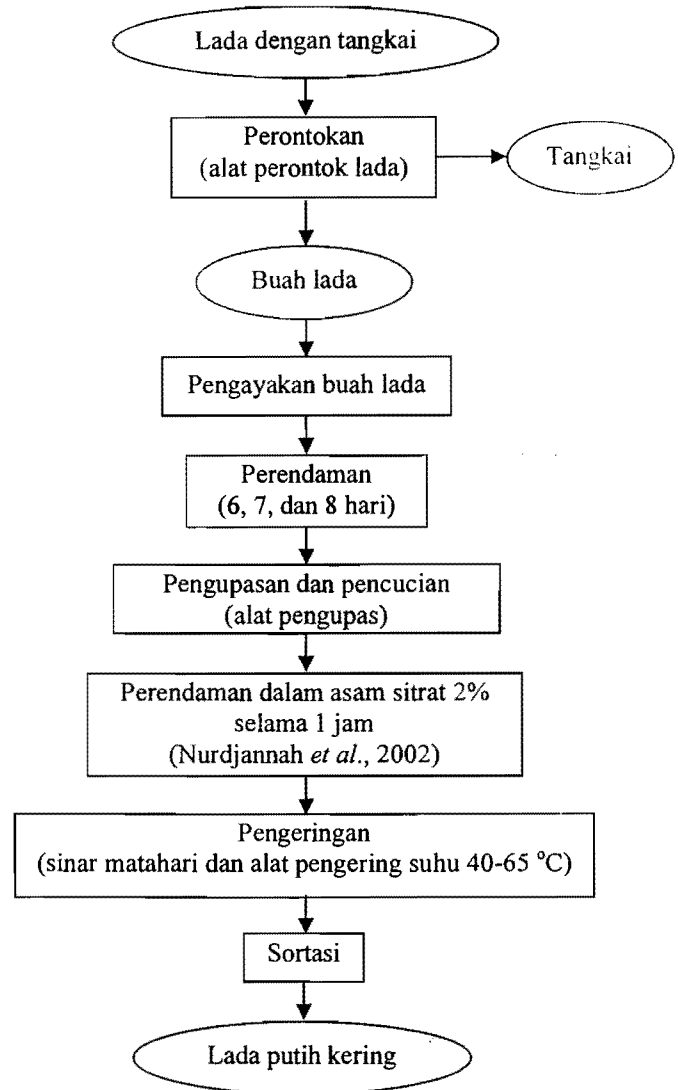 Lada dengan tangkai
Perontokan
(alat perontok lada)
Tangkai
Buah lada
Pengayakan buah lada
Perendaman
(6, 7, dan 8 hari)
Pengupasan dan pencucian
(alat pengupas)
Perendaman dalam asam sitrat 2%
selama 1 jam
(Nurdjannah et al., 2002)
Pengeringan
(sinar matahari dan alat pengering suhu 40-65 °C)
Sortasi
Lada putih kering